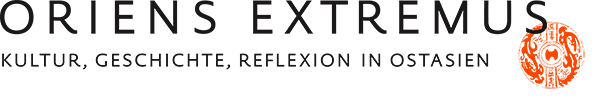 ORIENS EXTREMUS
KULTUR, GESCHICHTE, REFLEXION IN OSTASIEN